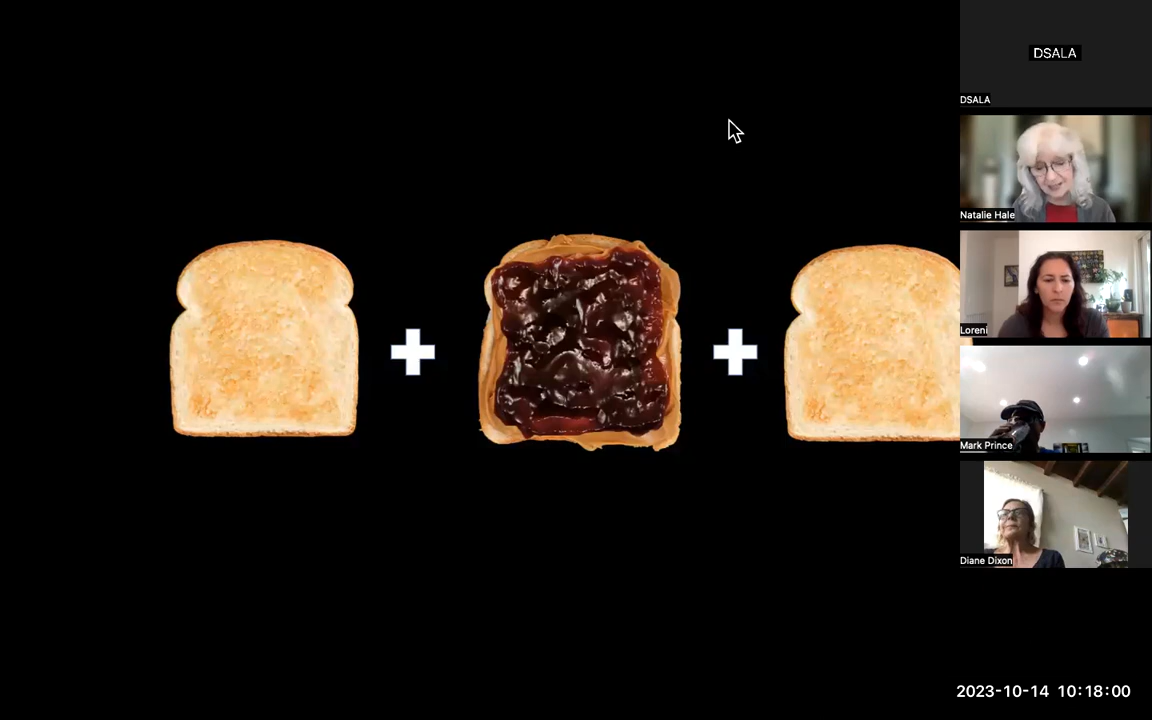 DSALA
DSALA
Natalie Hale
Loreni
Mark Prince
Diane Dixon
2023-10-14 10:18:00